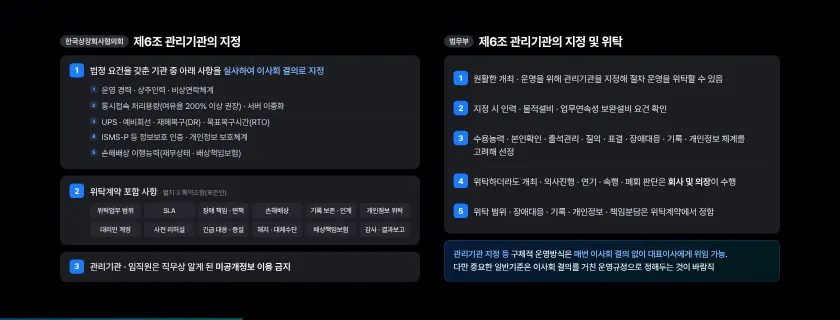 한국상장회사협의회 제6조 관리기관의 지정
1 법정 요건을 갖춘 기관 중 아래 사항을 실사하여 이사회 결의로 지정
1 운영 경력 · 상주인력 · 비상연락체계
2 동시접속 처리용량(여유율 200% 이상 권장) · 서버 이중화
3 UPS · 예비회선 · 재해복구(DR) · 목표복구시간(RTO)
4 ISMS-P 등 정보보호 인증 · 개인정보 보호체계
5 손해배상 이행능력(재무상태 · 배상책임보험)
2 위탁계약 포함 사항 별지 3 특약조항(표준안)
위탁업무 범위 SLA 장애 책임 · 면책 손해배상 기록 보존 · 인계 개인정보 위탁
대리인 계정 사전 리허설 긴급 대응 · 증설 해지 · 대체수단 배상책임보험 감사 · 결과보고
3 관리기관 · 임직원은 직무상 알게 된 미공개정보 이용 금지
법무부 제6조 관리기관의 지정 및 위탁
1 원활한 개최 · 운영을 위해 관리기관을 지정해 절차 운영을 위탁할 수 있음
2 지정 시 인력 · 물적설비 · 업무연속성 보완설비 요건 확인
3 수용능력 · 본인확인 · 출석관리 · 질의 · 표결 · 장애대응 · 기록 · 개인정보 체계를
고려해 선정
4 위탁하더라도 개최 · 의사진행 · 연기 · 속행 · 폐회 판단은 회사 및 의장이 수행
5 위탁 범위 · 장애대응 · 기록 · 개인정보 · 책임분담은 위탁계약에서 정함
관리기관 지정 등 구체적 운영방식은 매번 이사회 결의 없이 대표이사에게 위임 가능.
다만 중요한 일반기준은 이사회 결의를 거친 운영규정으로 정해두는 것이 바람직